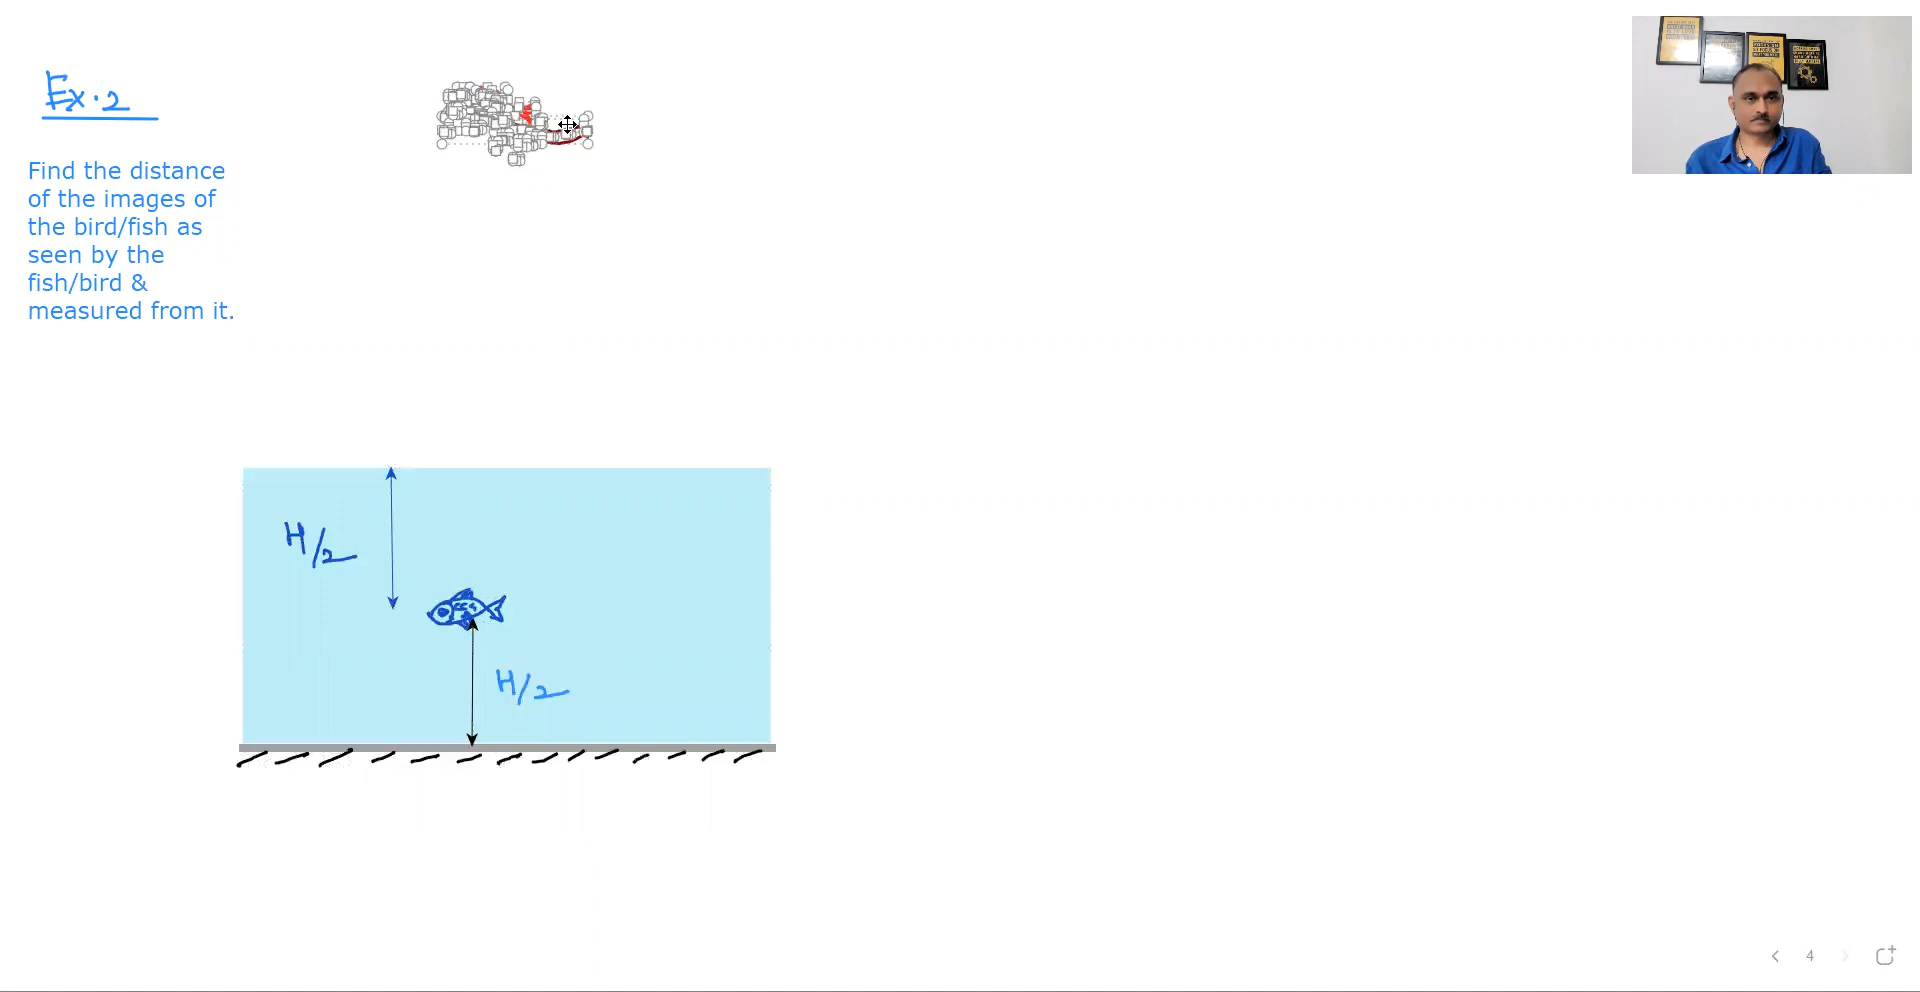 Ex.2
Find the distance
of the images of
the bird/fish as
seen by the
fish/bird &
measured from it.
H/2
H/2
4